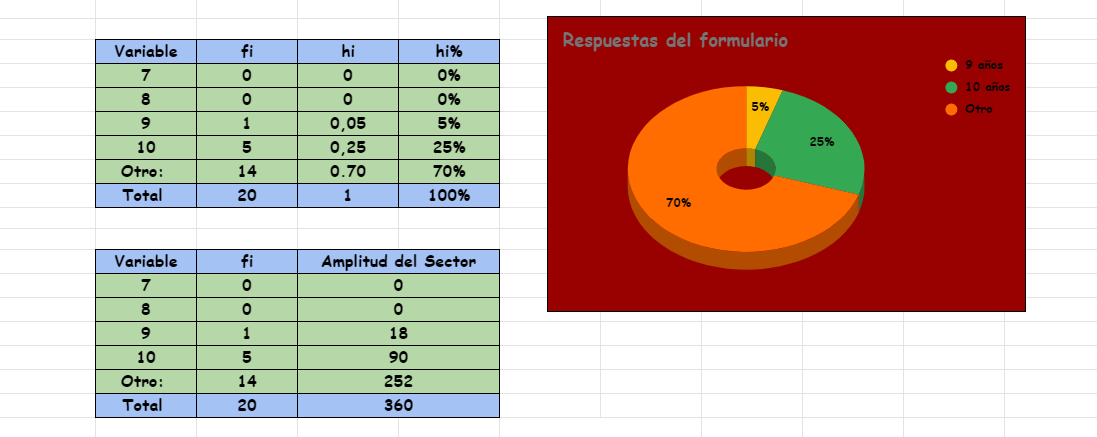 Variable fi hi hi%
7 0 0 0%
8 0 0 0%
9 1 0,05 5%
10 5 0,25 25%
Otro: 14 0.70 70%
Total 20 1 100%
Variable fi Amplitud del Sector
7 0 0
8 0 0
9 1 18
10 5 90
Otro: 14 252
Total 20 360
Respuestas del formulario
9 años
10 años
Otro
5%
25%
70%